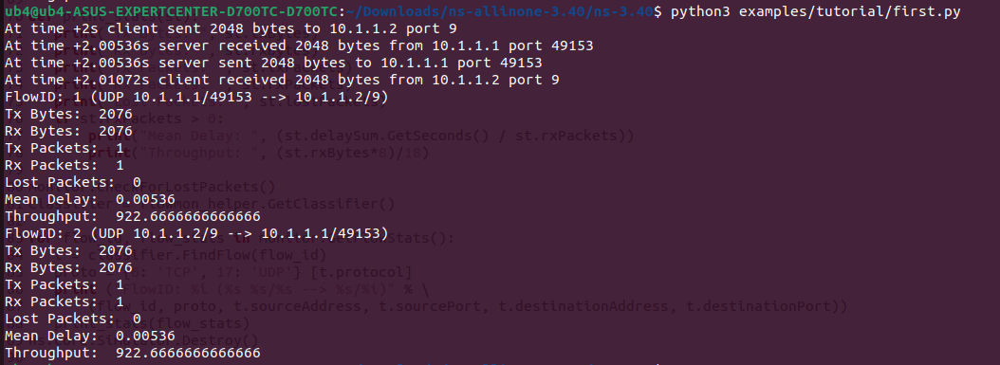 ub4@ub4-ASUS-EXPERTCENTER-D700TC-D700TC:~/Downloads/ns-allinone-3.40/ns-3.40$ python3 examples/tutorial/first.py
At time +2s client sent 2048 bytes to 10.1.1.2 port 9
At time +2.00536s server received 2048 bytes from 10.1.1.1 port 49153
At time +2.00536s server sent 2048 bytes to 10.1.1.1 port 49153
At time +2.01072s client received 2048 bytes from 10.1.1.2 port 9
FlowID: 1 (UDP 10.1.1.1/49153 --> 10.1.1.2/9)
Tx Bytes:  2076
Rx Bytes:  2076
Tx Packets:  1
Rx Packets:  1
Lost Packets:  0
Mean Delay:  0.00536
Throughput:  922.6666666666666
FlowID: 2 (UDP 10.1.1.2/9 --> 10.1.1.1/49153)
Tx Bytes:  2076
Rx Bytes:  2076
Tx Packets:  1
Rx Packets:  1
Lost Packets:  0
Mean Delay:  0.00536
Throughput:  922.6666666666666